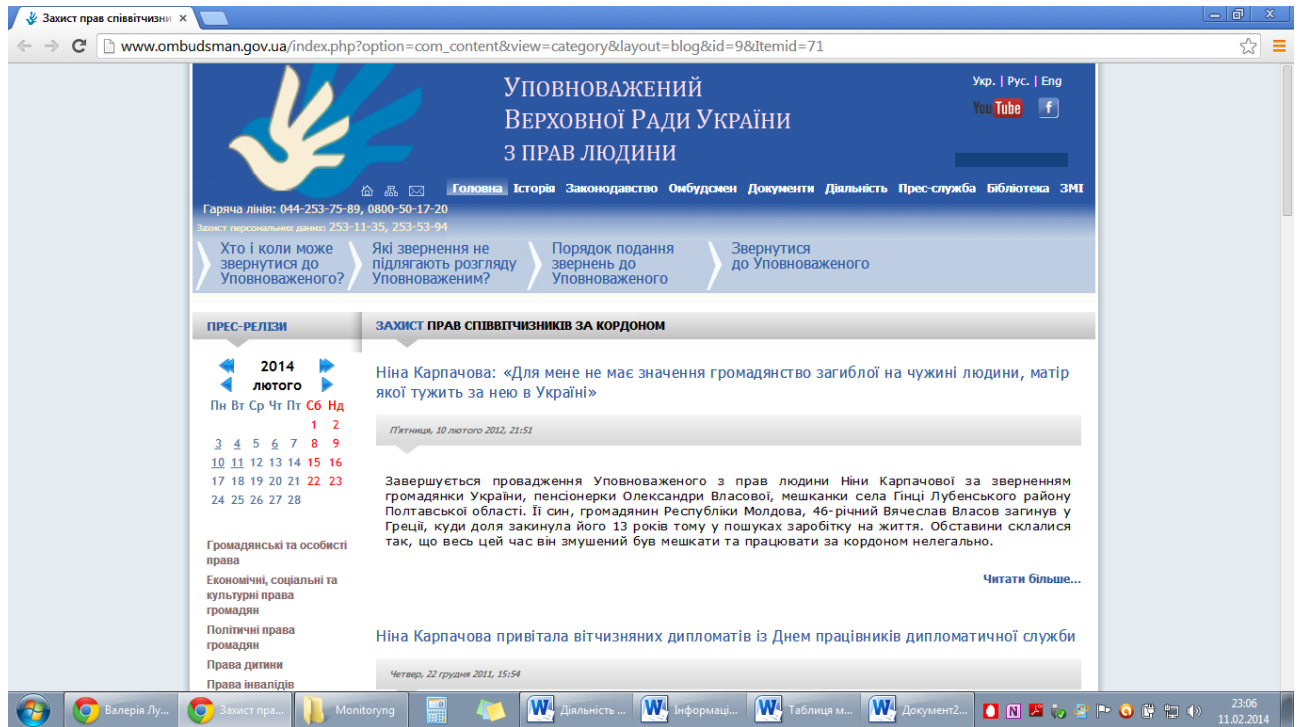 Захист прав співвітчизни
www.ombudsman.gov.ua/index.php?option=com_content&view=category&layout=blog&id=9&Itemid=71
Уповноважений
Верховної Ради України
з прав людини
Укр. | Рус. | Eng
YouTube f
Головна Історія Законодавство Омбудсмен Документи Діяльність Прес-служба Бібліотека ЗМІ
Гаряча лінія: 044-253-75-89, 0800-50-17-20
Захист персональних даних: 253-11-35, 253-53-94
Хто і коли може
звернутися до
Уповноваженого?
Які звернення не
підлягають розгляду
Уповноваженим?
Порядок подання
звернень до
Уповноваженого
Звернутися
до Уповноваженого
ПРЕС-РЕЛІЗИ
2014
лютого
Пн Вт Ср Чт Пт Сб Нд
1 2
3 4 5 6 7 8 9
10 11 12 13 14 15 16
17 18 19 20 21 22 23
24 25 26 27 28
Громадянські та особисті
права
Економічні, соціальні та
культурні права
громадян
Політичні права
громадян
Права дитини
Права інвалідів
ЗАХИСТ ПРАВ СПІВВІТЧИЗНИКІВ ЗА КОРДОНОМ
Ніна Карпачова: «Для мене не має значення громадянство загиблої на чужині людини, матір
якої тужить за нею в Україні»
П'ятниця, 10 лютого 2012, 21:51
Завершується провадження Уповноваженого з прав людини Ніни Карпачової за зверненням
громадянки України, пенсіонерки Олександри Власової, мешканки села Гінці Лубенського району
Полтавської області. Її син, громадянин Республіки Молдова, 46-річний Вячеслав Власов загинув у
Греції, куди доля закинула його 13 років тому у пошуках заробітку на життя. Обставини склалися
так, що весь цей час він змушений був мешкати та працювати за кордоном нелегально.
Читати більше...
Ніна Карпачова привітала вітчизняних дипломатів із Днем працівників дипломатичної служби
Четвер, 22 грудня 2011, 15:54
Валерія Лу...
Захист пра...
Monitoryng
Діяльність ...
Інформаці...
Таблиця м...
Документ2...
23:06
11.02.2014